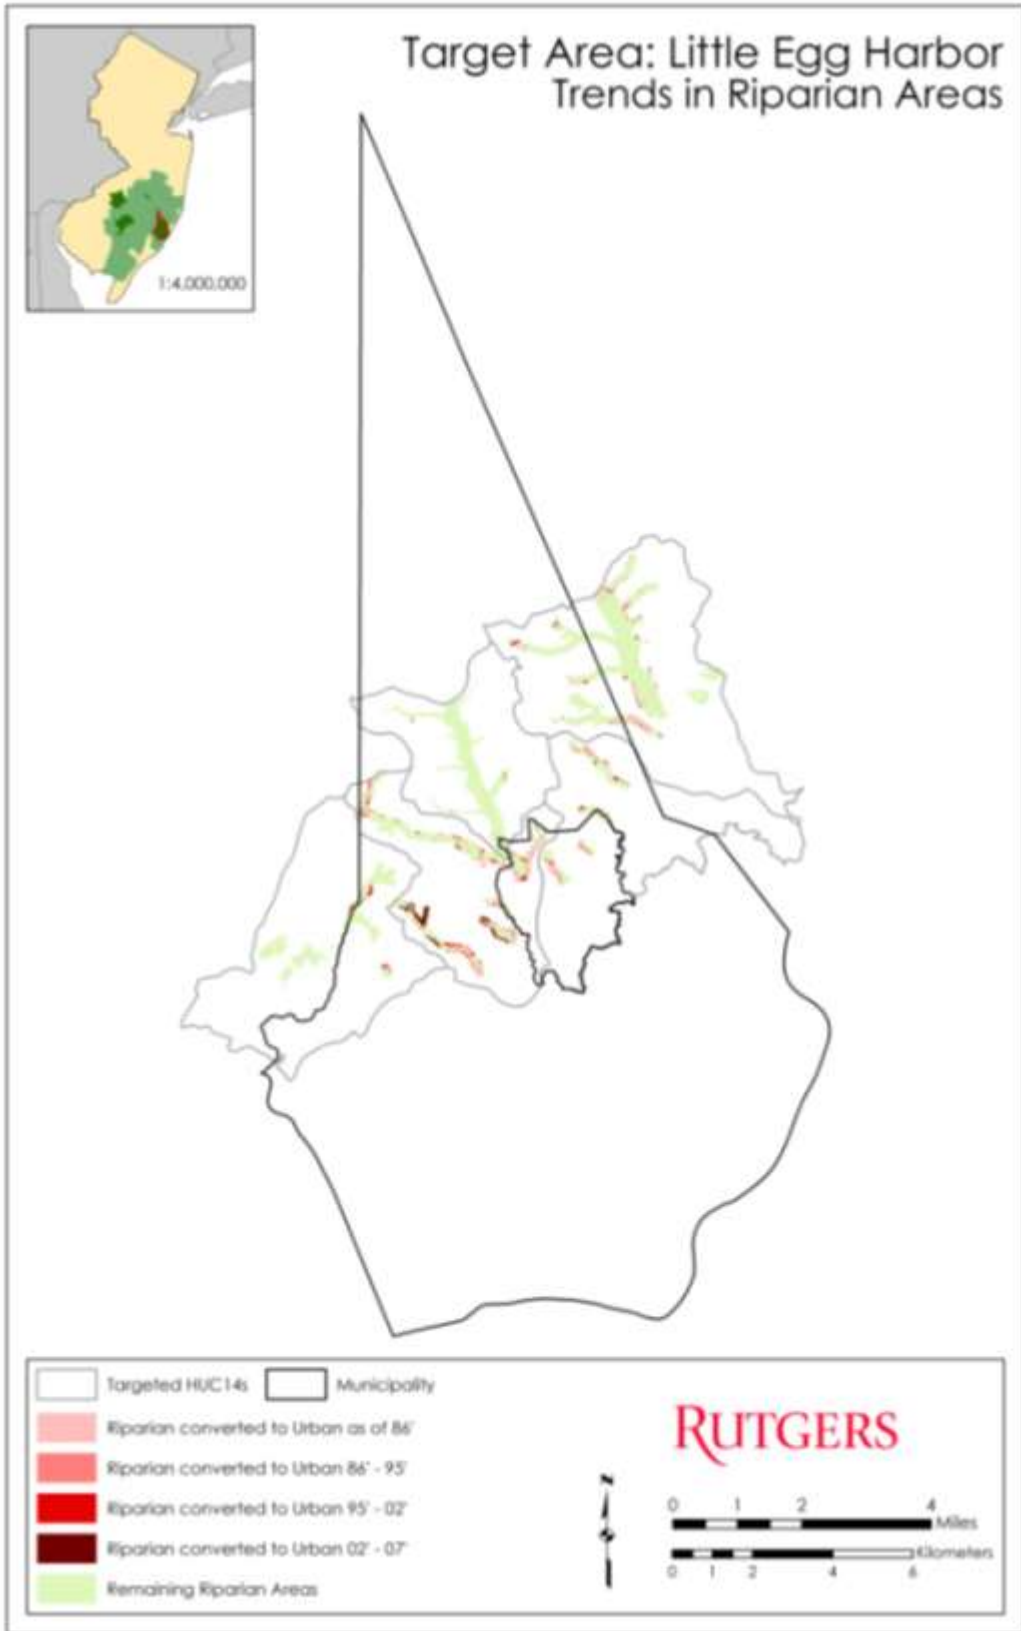 Target Area: Little Egg Harbor
Trends in Riparian Areas
1:4,000,000
Targeted HUC14s
Municipality
Riparian converted to Urban as of 86'
Riparian converted to Urban 86' - 95'
Riparian converted to Urban 95' - 02'
Riparian converted to Urban 02' - 07'
Remaining Riparian Areas
RUTGERS
N
0 1 2 4
Miles
Kilometers
0 1 2 4 6